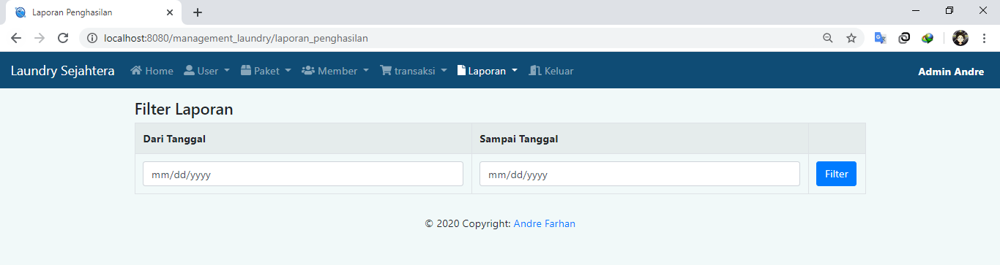 Laporan Penghasilan
localhost:8080/management_laundry/laporan_penghasilan
Laundry Sejahtera Home User Paket Member transaksi Laporan Keluar Admin Andre
Filter Laporan
Dari Tanggal Sampai Tanggal
mm/dd/yyyy mm/dd/yyyy Filter
© 2020 Copyright: Andre Farhan